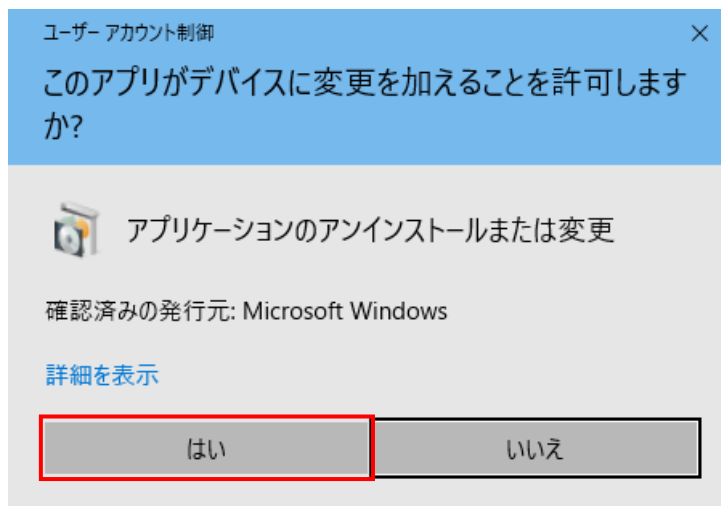 ユーザー アカウント制御
このアプリがデバイスに変更を加えることを許可します
か?
アプリケーションのアンインストールまたは変更
確認済みの発行元: Microsoft Windows
詳細を表示
はい
いいえ